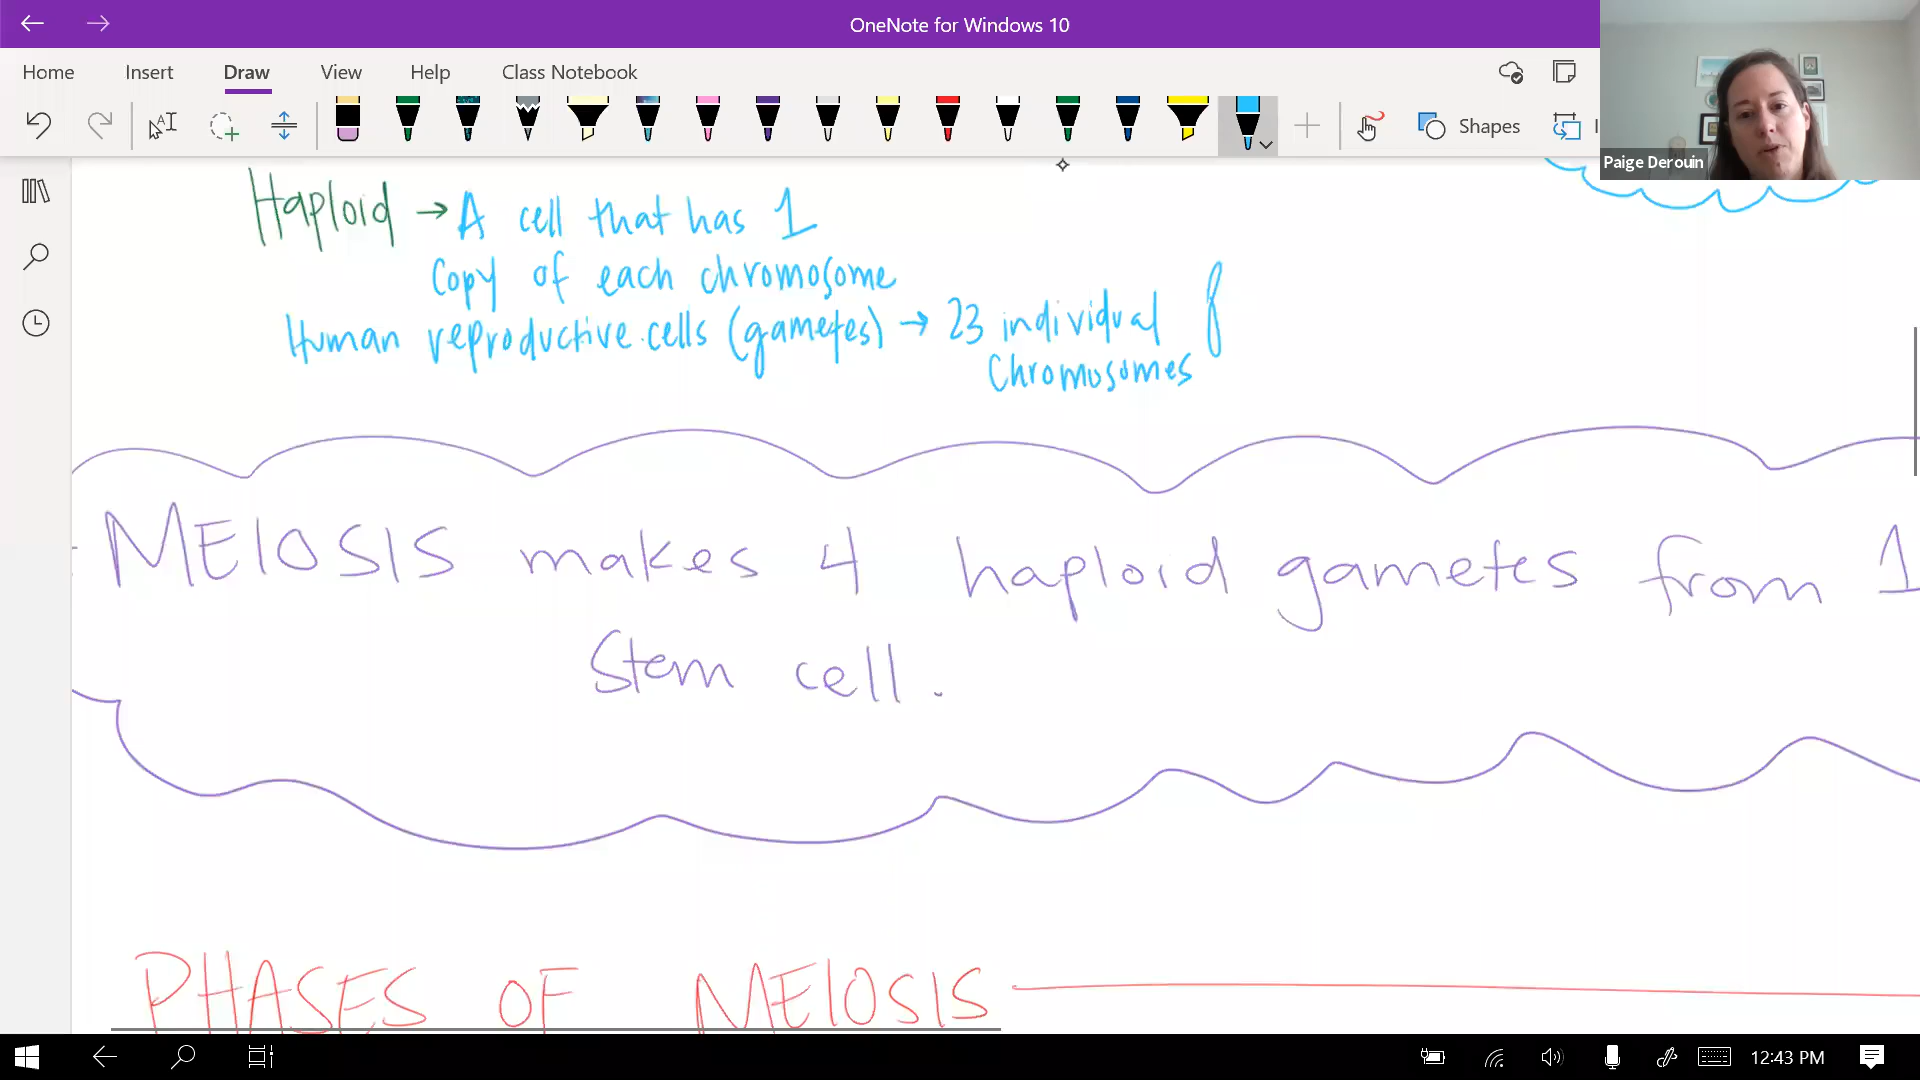 OneNote for Windows 10
Home Insert Draw View Help Class Notebook
Shapes
Paige Derouin
Haploid → A cell that has 1
copy of each chromosome
Human reproductive cells (gametes) → 23 individual
chromosomes
MEIOSIS makes 4 haploid gametes from 1
stem cell.
PHASES OF MEIOSIS
12:43 PM